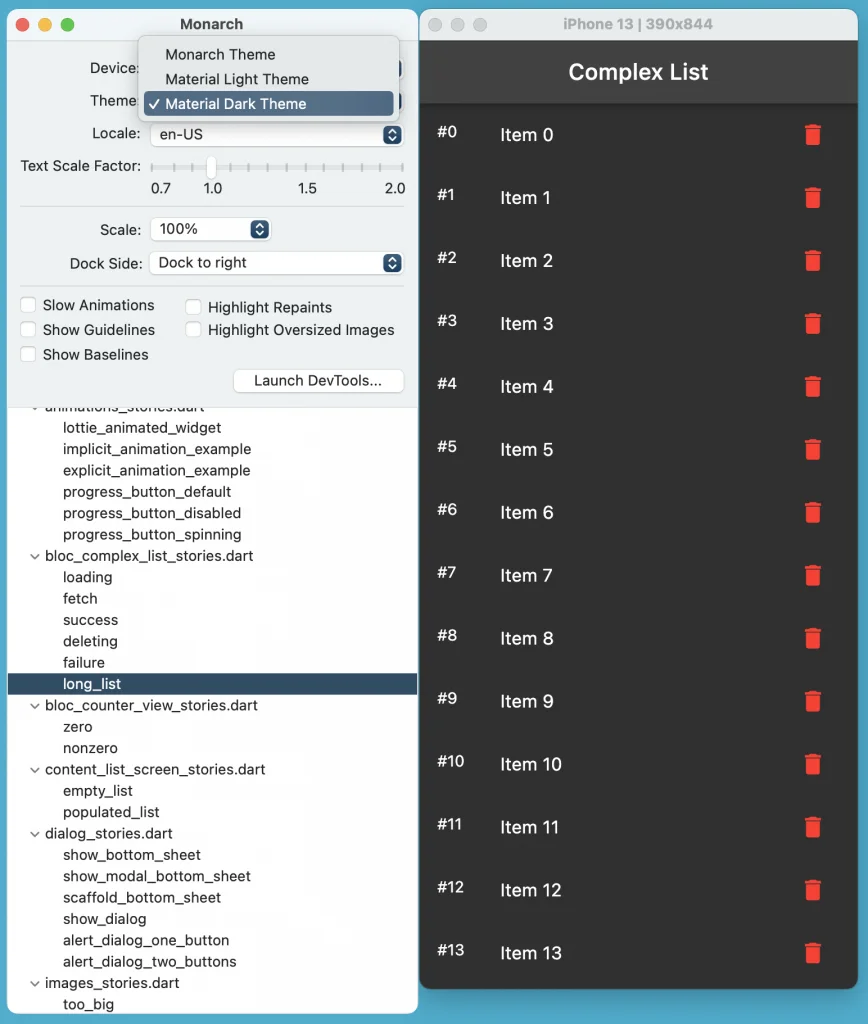 Monarch
Device:
Monarch Theme
Material Light Theme
Theme:
✓ Material Dark Theme
Locale:
en-US
Text Scale Factor:
0.7 1.0 1.5 2.0
Scale:
100%
Dock Side:
Dock to right
Slow Animations
Highlight Repaints
Show Guidelines
Highlight Oversized Images
Show Baselines
Launch DevTools...
animations_stories.dart
lottie_animated_widget
implicit_animation_example
explicit_animation_example
progress_button_default
progress_button_disabled
progress_button_spinning
bloc_complex_list_stories.dart
loading
fetch
success
deleting
failure
long_list
bloc_counter_view_stories.dart
zero
nonzero
content_list_screen_stories.dart
empty_list
populated_list
dialog_stories.dart
show_bottom_sheet
show_modal_bottom_sheet
scaffold_bottom_sheet
show_dialog
alert_dialog_one_button
alert_dialog_two_buttons
images_stories.dart
too_big
iPhone 13 | 390x844
Complex List
#0 Item 0
#1 Item 1
#2 Item 2
#3 Item 3
#4 Item 4
#5 Item 5
#6 Item 6
#7 Item 7
#8 Item 8
#9 Item 9
#10 Item 10
#11 Item 11
#12 Item 12
#13 Item 13